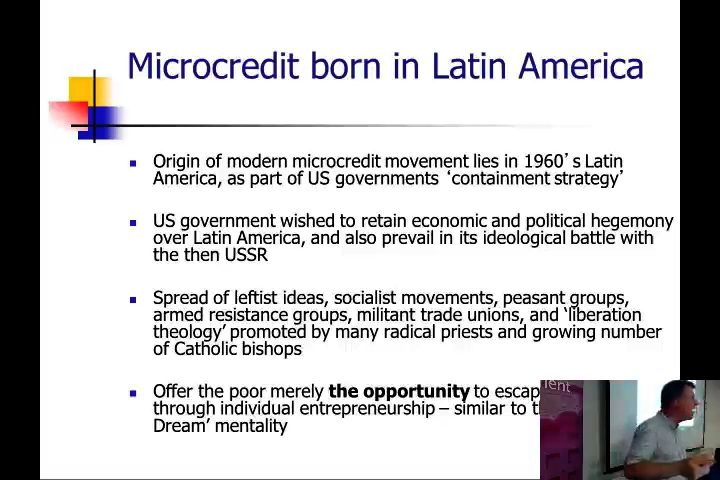 Microcredit born in Latin America
Origin of modern microcredit movement lies in 1960's Latin
America, as part of US governments 'containment strategy'
US government wished to retain economic and political hegemony
over Latin America, and also prevail in its ideological battle with
the then USSR
Spread of leftist ideas, socialist movements, peasant groups,
armed resistance groups, militant trade unions, and 'liberation
theology' promoted by many radical priests and growing number
of Catholic bishops
Offer the poor merely the opportunity to escap
through individual entrepreneurship – similar to t
Dream' mentality